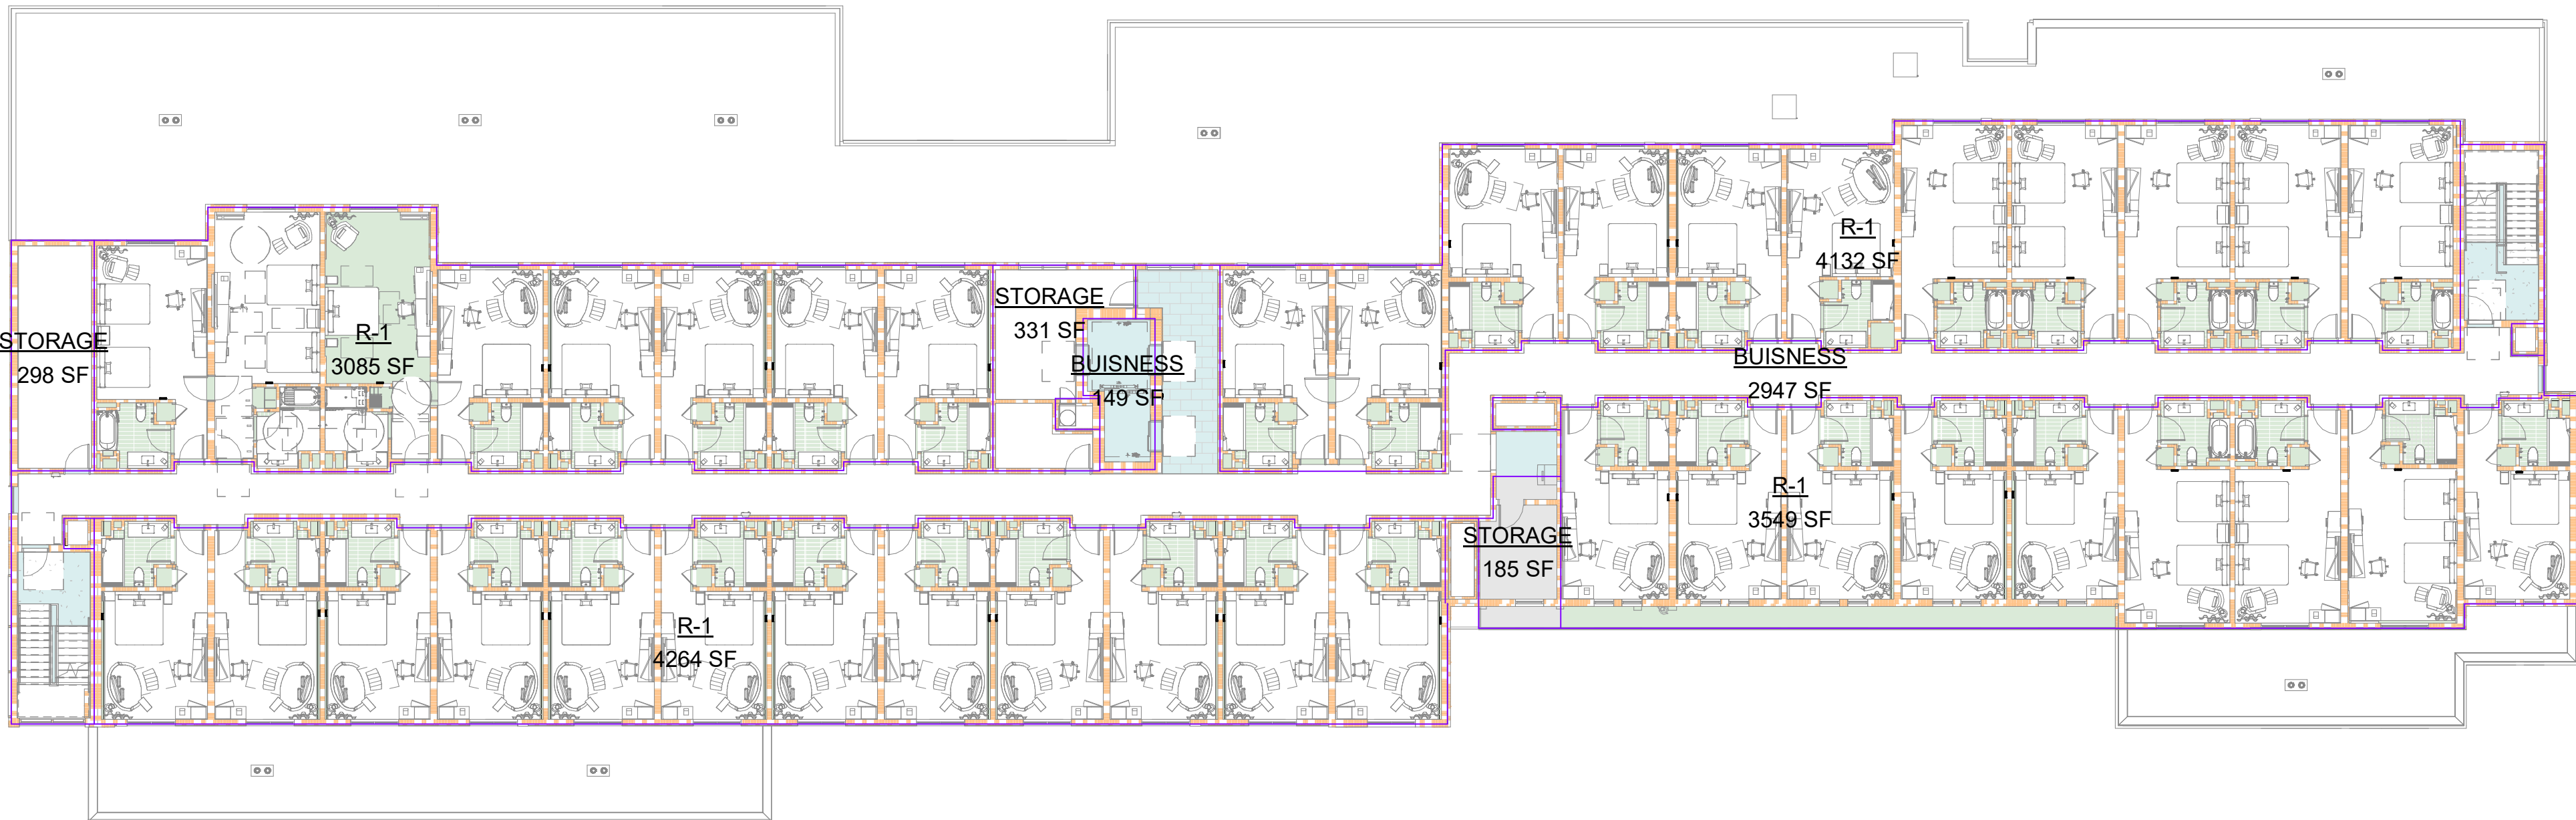 STORAGE
298 SF
R-1
3085 SF
STORAGE
331 SF
BUISNESS
149 SF
R-1
4132 SF
BUISNESS
2947 SF
R-1
4264 SF
STORAGE
185 SF
R-1
3549 SF